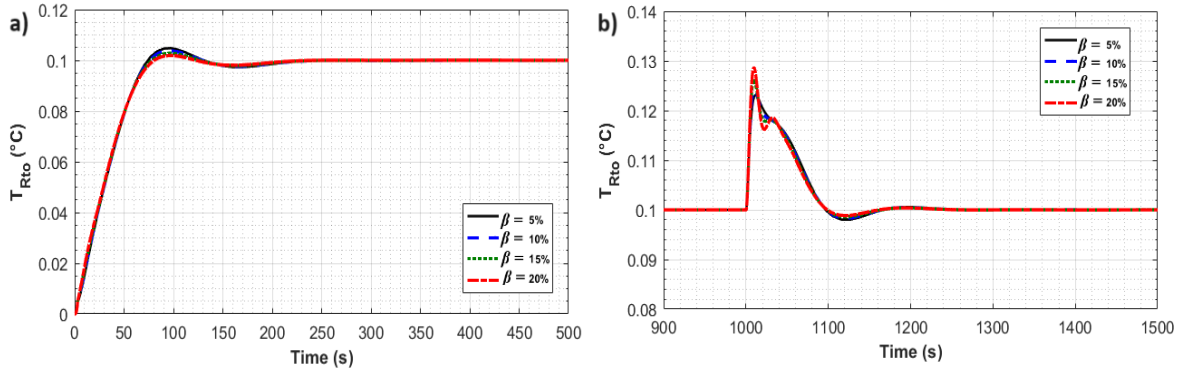 a)
0.12
0.1
0.08
0.06
0.04
0.02
0
T_Rto (°C)
0 50 100 150 200 250 300 350 400 450 500
Time (s)
β = 5%
β = 10%
β = 15%
β = 20%
b)
0.14
0.13
0.12
0.11
0.1
0.09
0.08
T_Rto (°C)
900 1000 1100 1200 1300 1400 1500
Time (s)
β = 5%
β = 10%
β = 15%
β = 20%